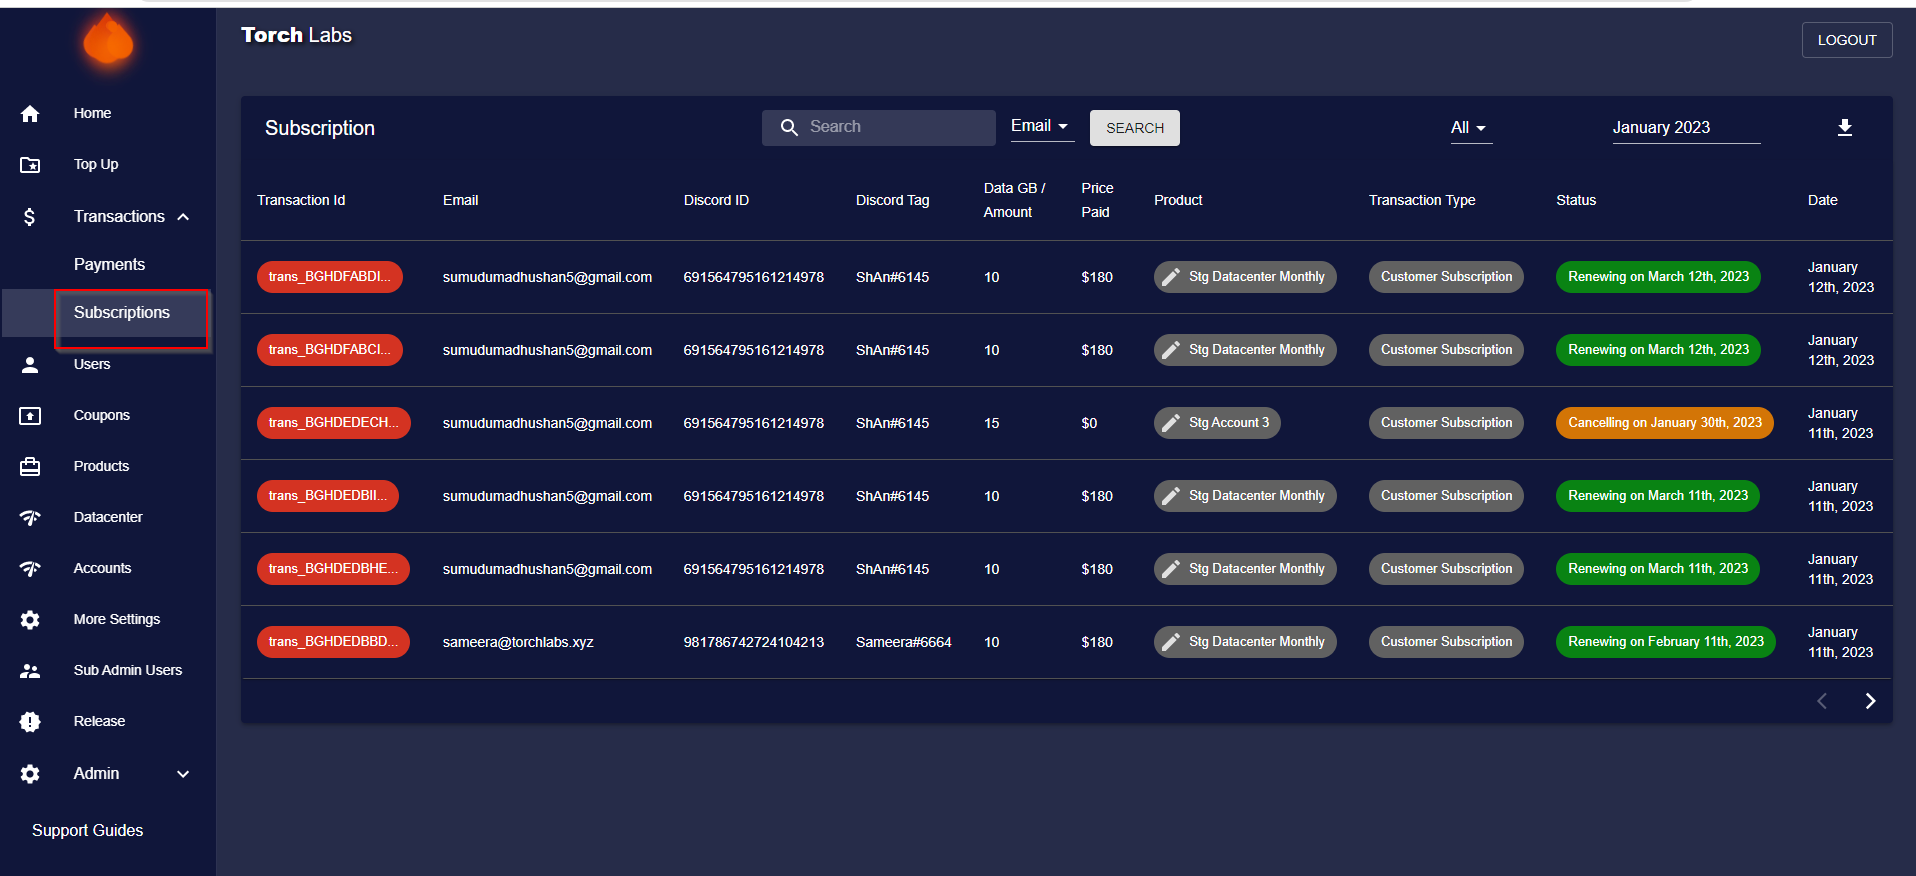 Torch Labs
LOGOUT
Home
Top Up
Transactions
Payments
Subscriptions
Users
Coupons
Products
Datacenter
Accounts
More Settings
Sub Admin Users
Release
Admin
Support Guides
Subscription
Search
Email
SEARCH
All
January 2023
Transaction Id
Email
Discord ID
Discord Tag
Data GB /
Amount
Price
Paid
Product
Transaction Type
Status
Date
trans_BGHDFABDI...
sumudumadhushan5@gmail.com
691564795161214978
ShAn#6145
10
$180
Stg Datacenter Monthly
Customer Subscription
Renewing on March 12th, 2023
January
12th, 2023
trans_BGHDFABCI...
sumudumadhushan5@gmail.com
691564795161214978
ShAn#6145
10
$180
Stg Datacenter Monthly
Customer Subscription
Renewing on March 12th, 2023
January
12th, 2023
trans_BGHDEDECH...
sumudumadhushan5@gmail.com
691564795161214978
ShAn#6145
15
$0
Stg Account 3
Customer Subscription
Cancelling on January 30th, 2023
January
11th, 2023
trans_BGHDEDBII...
sumudumadhushan5@gmail.com
691564795161214978
ShAn#6145
10
$180
Stg Datacenter Monthly
Customer Subscription
Renewing on March 11th, 2023
January
11th, 2023
trans_BGHDEDBHE...
sumudumadhushan5@gmail.com
691564795161214978
ShAn#6145
10
$180
Stg Datacenter Monthly
Customer Subscription
Renewing on March 11th, 2023
January
11th, 2023
trans_BGHDEDBBD...
sameera@torchlabs.xyz
981786742724104213
Sameera#6664
10
$180
Stg Datacenter Monthly
Customer Subscription
Renewing on February 11th, 2023
January
11th, 2023